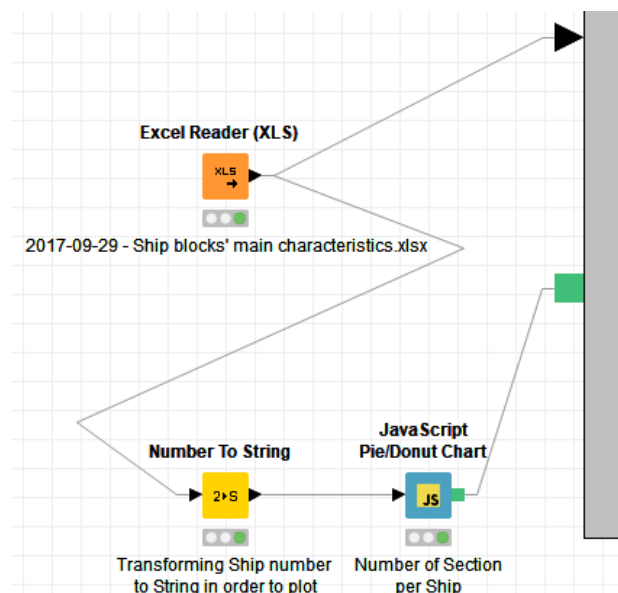 Excel Reader (XLS)
XLS
2017-09-29 - Ship blocks' main characteristics.xlsx
Number To String
2▸S
Transforming Ship number
to String in order to plot
JavaScript
Pie/Donut Chart
JS
Number of Section
per Ship